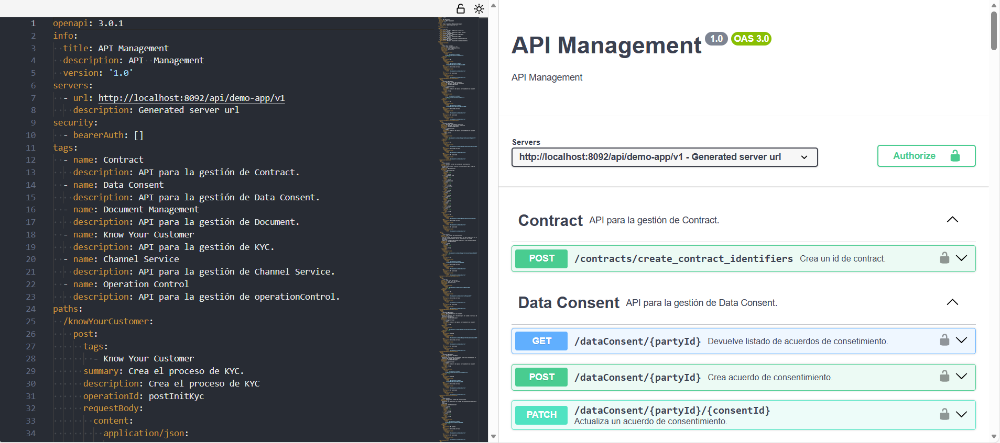 1 openapi: 3.0.1
2 info:
3 title: API Management
4 description: API  Management
5 version: '1.0'
6 servers:
7 - url: http://localhost:8092/api/demo-app/v1
8 description: Generated server url
9 security:
10 - bearerAuth: []
11 tags:
12 - name: Contract
13 description: API para la gestión de Contract.
14 - name: Data Consent
15 description: API para la gestión de Data Consent.
16 - name: Document Management
17 description: API para la gestión de Document.
18 - name: Know Your Customer
19 description: API para la gestión de KYC.
20 - name: Channel Service
21 description: API para la gestión de Channel Service.
22 - name: Operation Control
23 description: API para la gestión de operationControl.
24 paths:
25 /knowYourCustomer:
26 post:
27 tags:
28 - Know Your Customer
29 summary: Crea el proceso de KYC.
30 description: Crea el proceso de KYC
31 operationId: postInitKyc
32 requestBody:
33 content:
34 application/json:
API Management 1.0 OAS 3.0
API Management
Servers
http://localhost:8092/api/demo-app/v1 - Generated server url
Authorize
Contract API para la gestión de Contract.
POST /contracts/create_contract_identifiers Crea un id de contract.
Data Consent API para la gestión de Data Consent.
GET /dataConsent/{partyId} Devuelve listado de acuerdos de consetimiento.
POST /dataConsent/{partyId} Crea acuerdo de consentimiento.
PATCH /dataConsent/{partyId}/{consentId}
Actualiza un acuerdo de consentimiento.